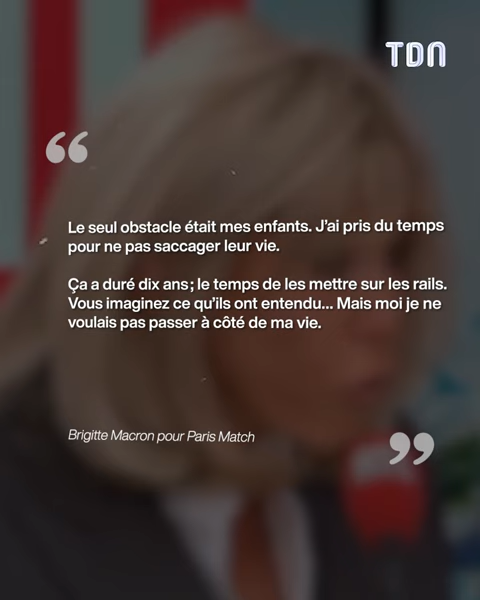 TDN
“
Le seul obstacle était mes enfants. J’ai pris du temps
pour ne pas saccager leur vie.
Ça a duré dix ans; le temps de les mettre sur les rails.
Vous imaginez ce qu’ils ont entendu... Mais moi je ne
voulais pas passer à côté de ma vie.
Brigitte Macron pour Paris Match
”